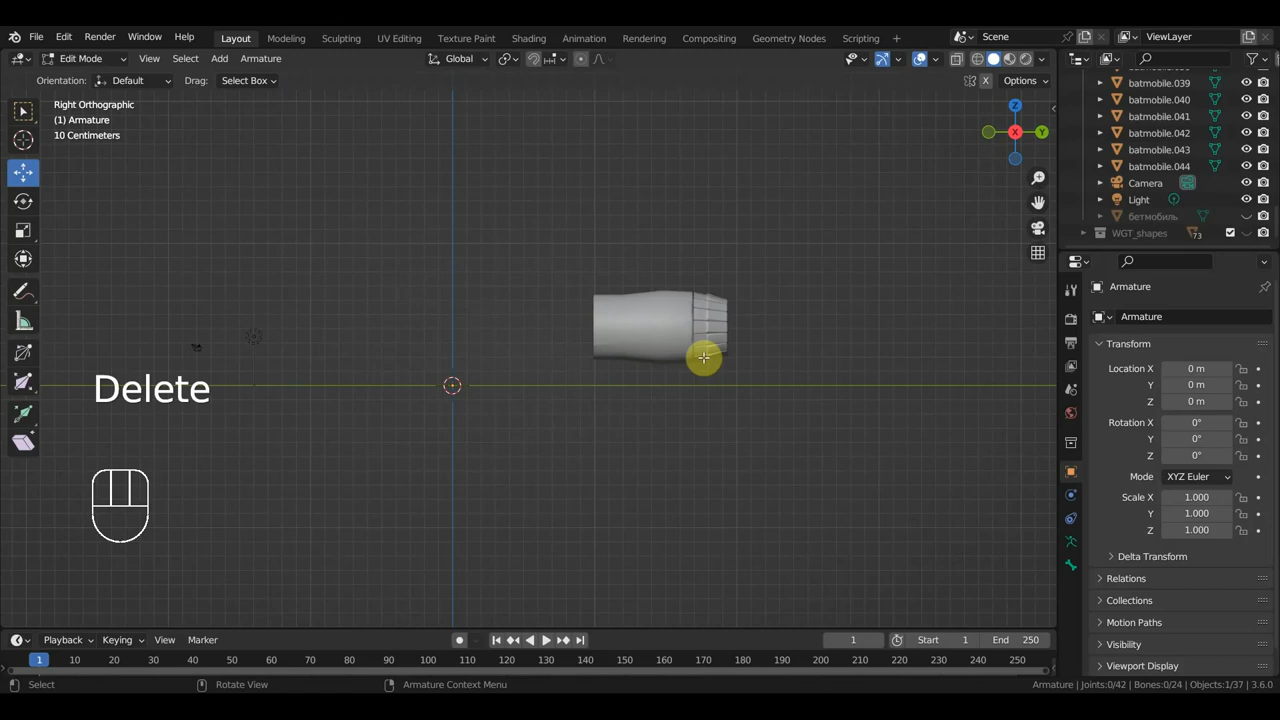 File Edit Render Window Help Layout Modeling Sculpting UV Editing Texture Paint Shading Animation Rendering Compositing Geometry Nodes Scripting + Scene ViewLayer
Edit Mode View Select Add Armature Global Options
Orientation: Default Drag: Select Box X Options
Right Orthographic
(1) Armature
10 Centimeters
Z
X
Y
Delete
batmobile.039
batmobile.040
batmobile.041
batmobile.042
batmobile.043
batmobile.044
Camera
Light
бетмобиль
WGT_shapes 73
Armature
Armature
Transform
Location X 0 m
Y 0 m
Z 0 m
Rotation X 0°
Y 0°
Z 0°
Mode XYZ Euler
Scale X 1.000
Y 1.000
Z 1.000
Delta Transform
Relations
Collections
Motion Paths
Visibility
Viewport Display
Playback Keying View Marker 1 Start 1 End 250
1 10 20 30 40 50 60 70 80 90 100 110 120 130 140 150 160 170 180 190 200 210 220 230 240 250
Select Rotate View Armature Context Menu Armature | Joints:0/42 | Bones:0/24 | Objects:1/37 | 3.6.0